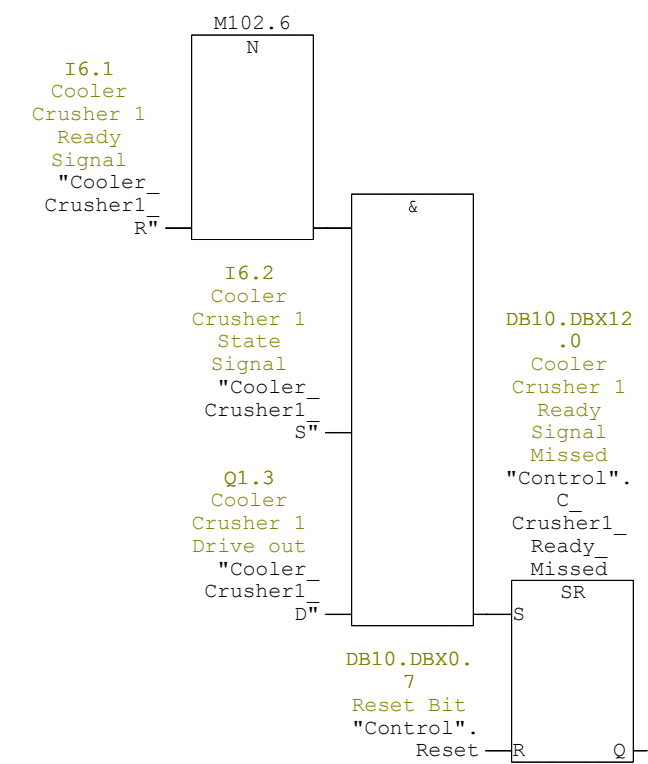 M102.6
N
I6.1
Cooler
Crusher 1
Ready
Signal
"Cooler_
Crusher1_
R"
&
I6.2
Cooler
Crusher 1
State
Signal
"Cooler_
Crusher1_
S"
Q1.3
Cooler
Crusher 1
Drive out
"Cooler_
Crusher1_
D"
DB10.DBX12
.0
Cooler
Crusher 1
Ready
Signal
Missed
"Control".
C_
Crusher1_
Ready_
Missed
SR
S
DB10.DBX0.
7
Reset Bit
"Control".
Reset
R
Q